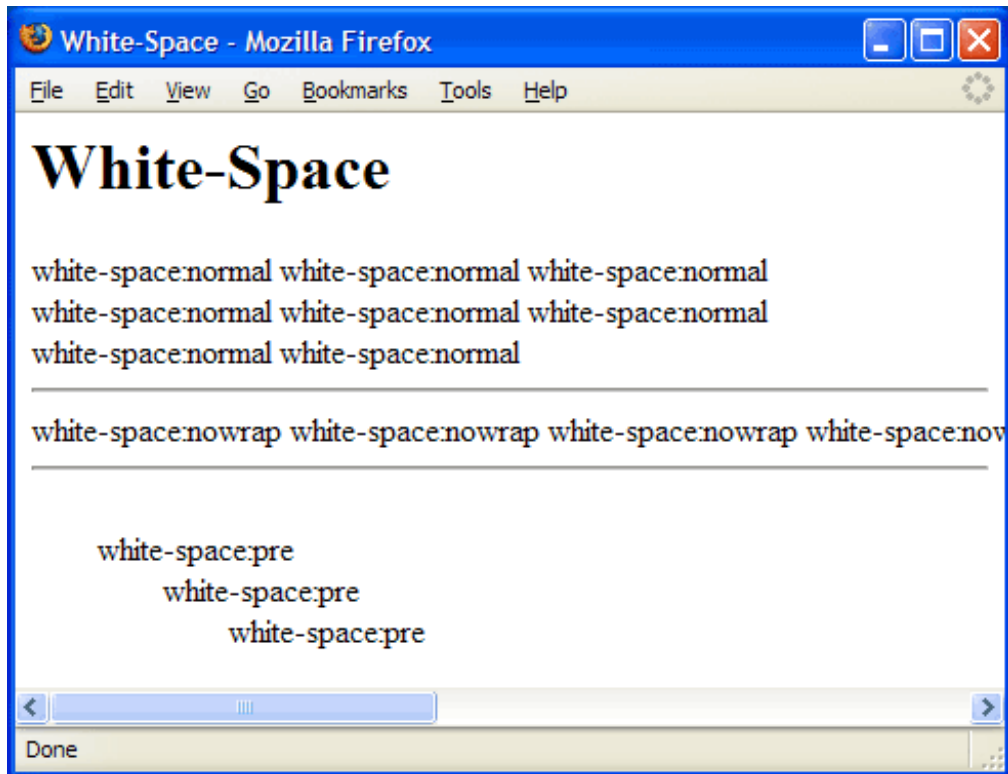 White-Space - Mozilla Firefox
File Edit View Go Bookmarks Tools Help
White-Space
white-space:normal white-space:normal white-space:normal
white-space:normal white-space:normal white-space:normal
white-space:normal white-space:normal
white-space:nowrap white-space:nowrap white-space:nowrap white-space:now
white-space:pre
white-space:pre
white-space:pre
Done